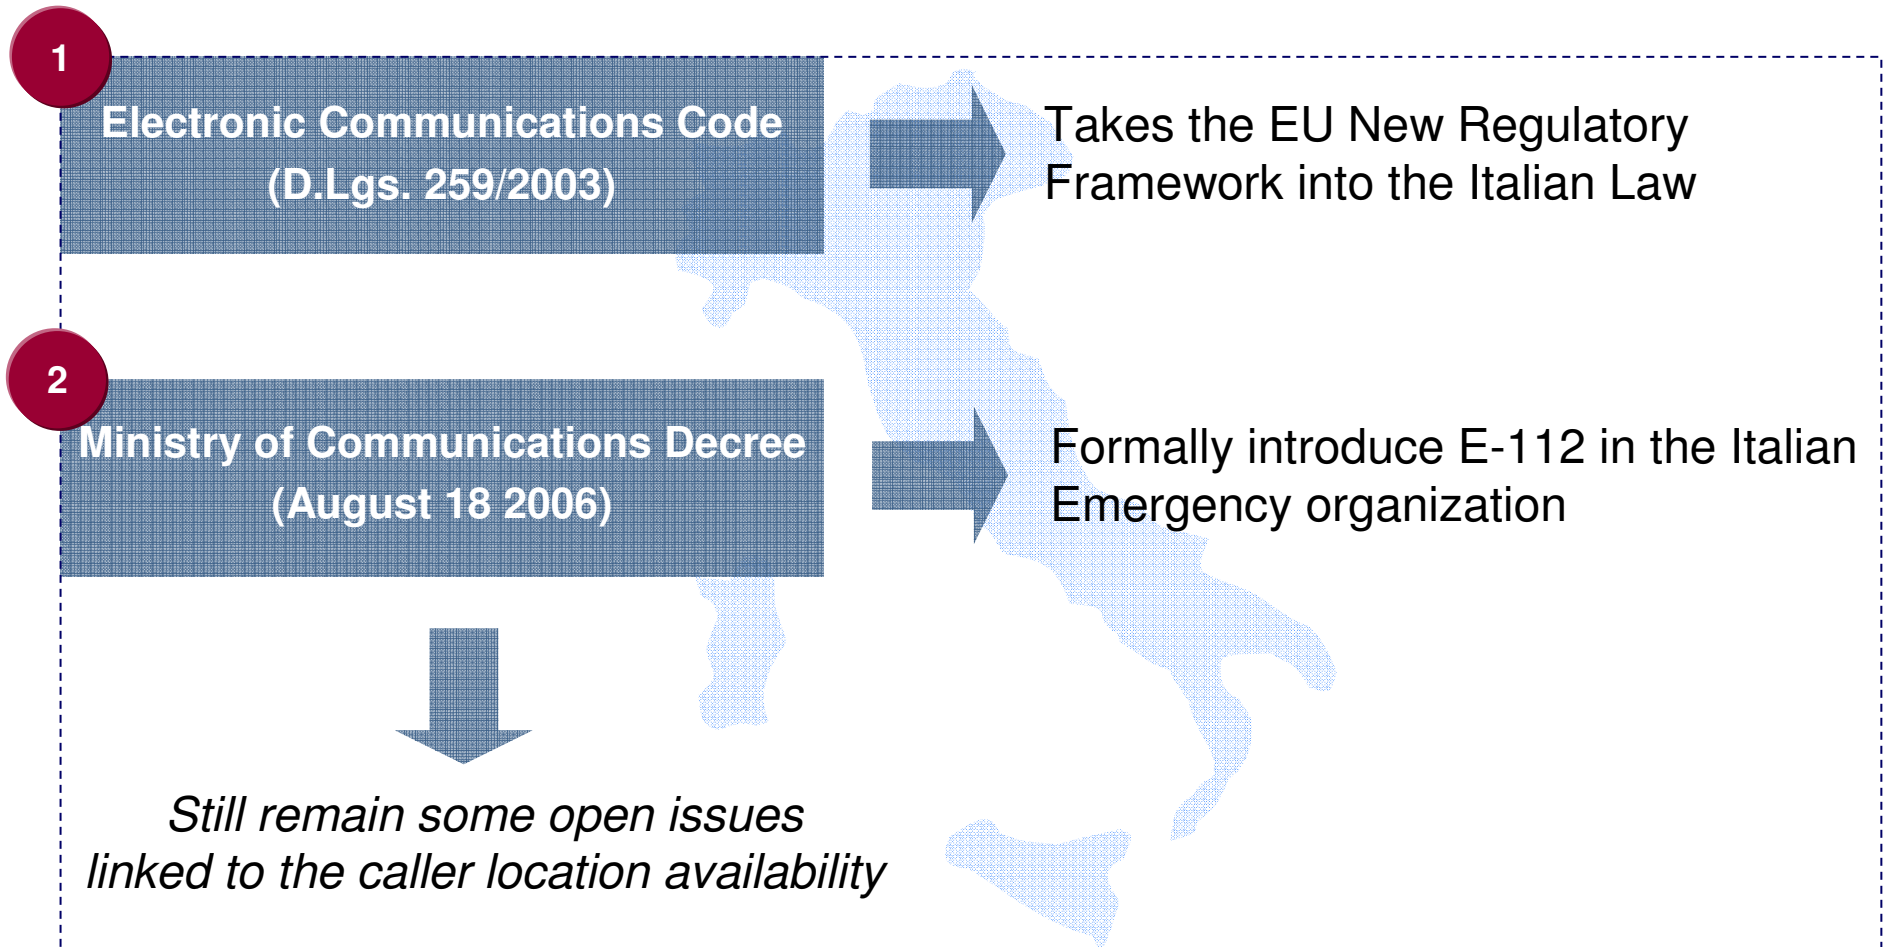 1
Electronic Communications Code
(D.Lgs. 259/2003)
Takes the EU New Regulatory
Framework into the Italian Law
2
Ministry of Communications Decree
(August 18 2006)
Formally introduce E-112 in the Italian
Emergency organization
Still remain some open issues
linked to the caller location availability